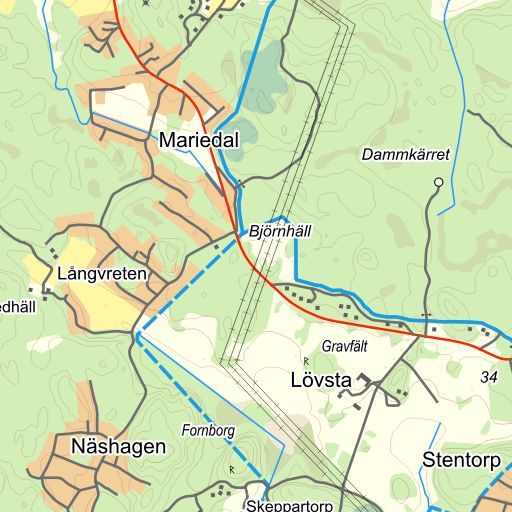 Mariedal
Dammkärret
Björnhäll
Långvreten
edhäll
Gravfält
R
Lövsta
34
Fornborg
Näshagen
Stentorp
R
Skeppartorp